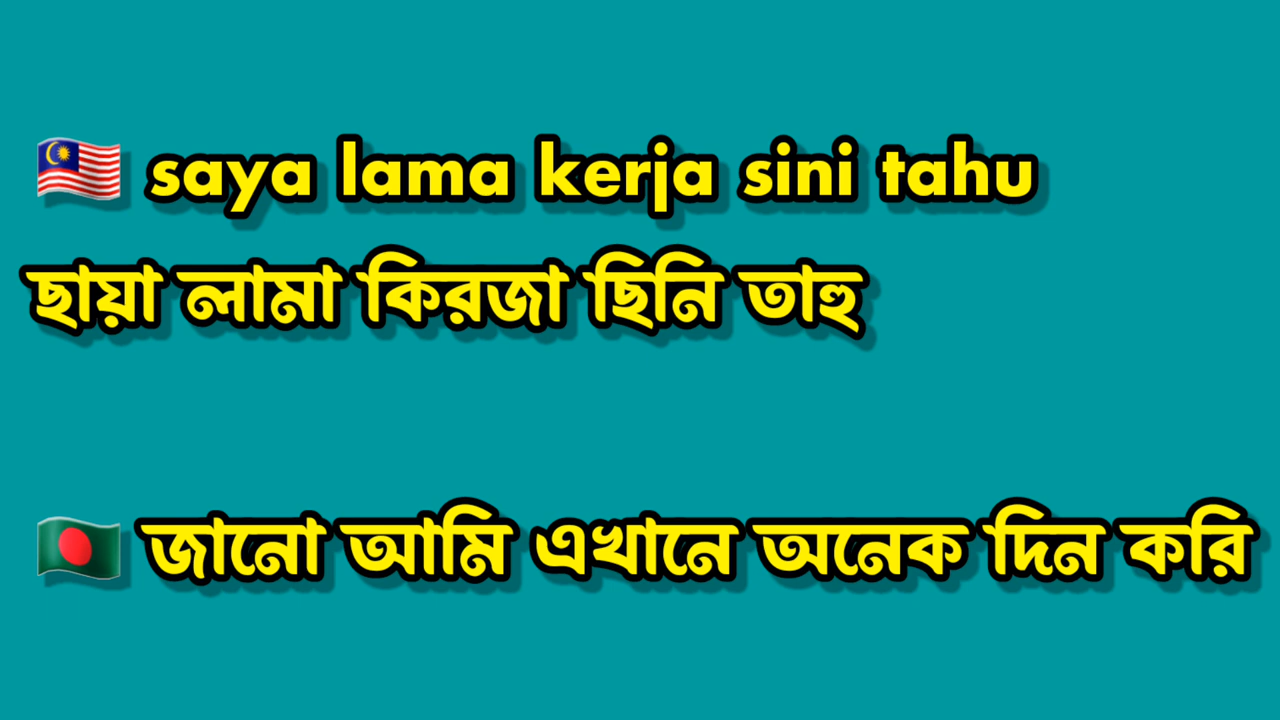 🇲🇾 saya lama kerja sini tahu
ছায়া লামা কিরজা ছিনি তাহু
🇧🇩 জানো আমি এখানে অনেক দিন করি